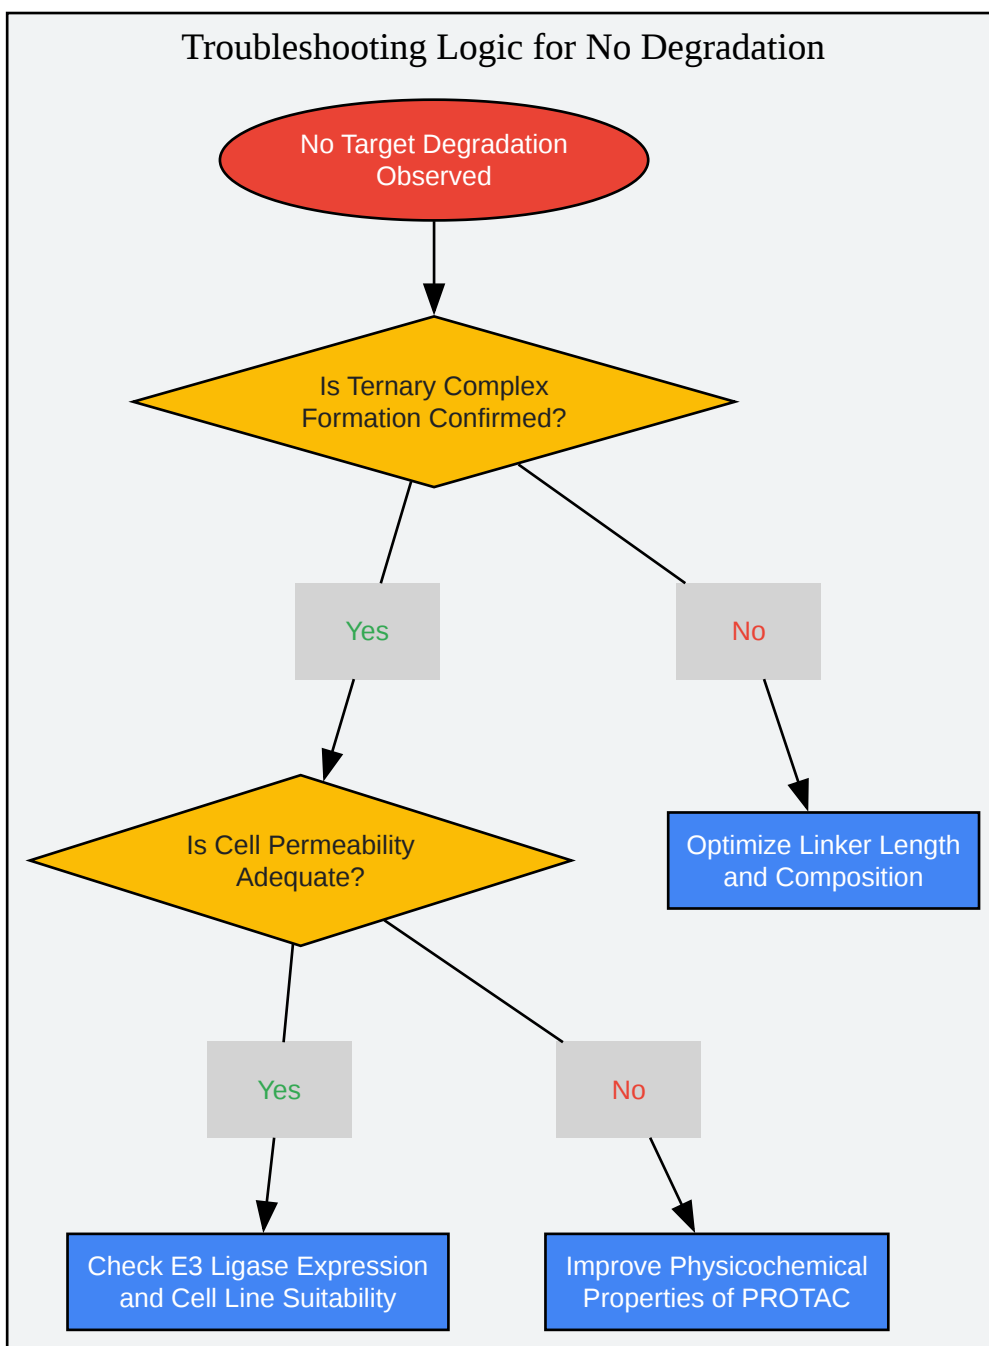 Troubleshooting Logic for No Degradation
No Target Degradation
Observed
Is Ternary Complex
Formation Confirmed?
Yes
No
Is Cell Permeability
Adequate?
Optimize Linker Length
and Composition
Yes
No
Check E3 Ligase Expression
and Cell Line Suitability
Improve Physicochemical
Properties of PROTAC